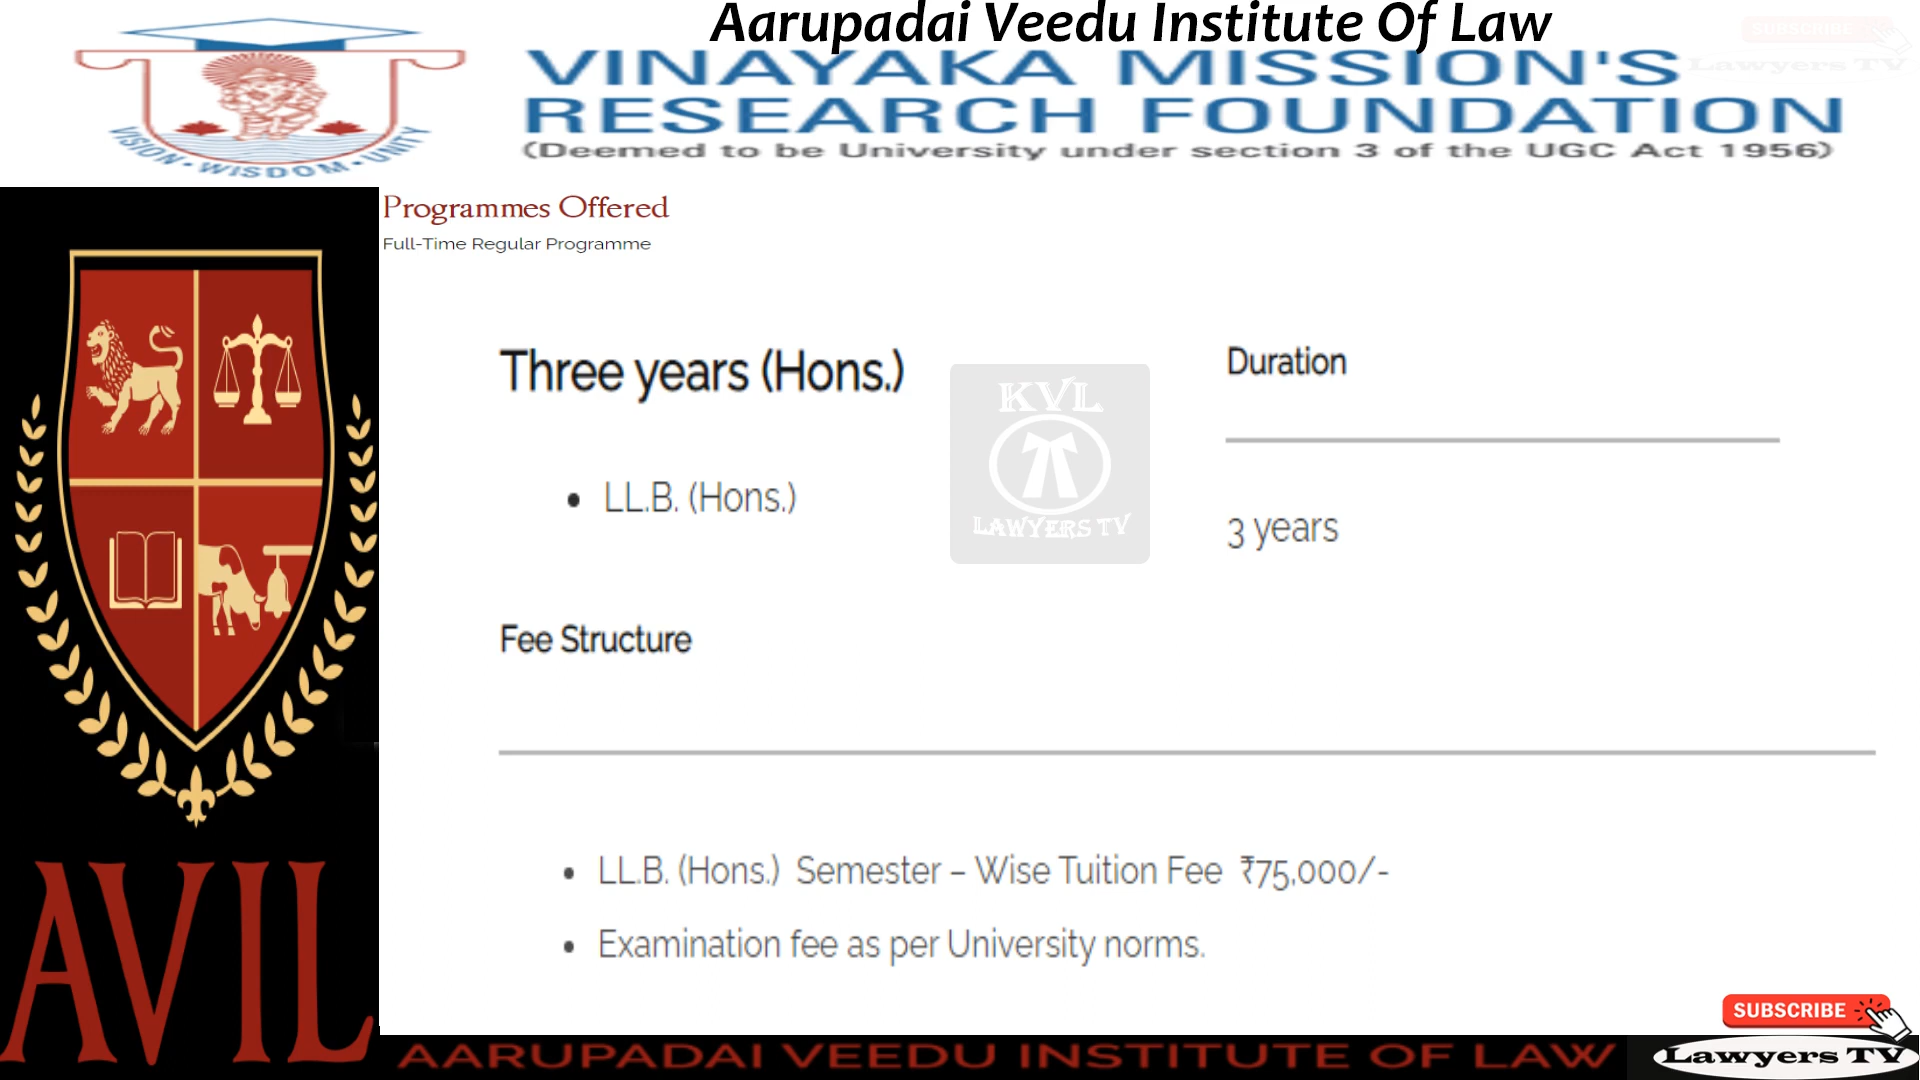 Aarupadai Veedu Institute Of Law
VINAYAKA MISSION'S
RESEARCH FOUNDATION
(Deemed to be University under section 3 of the UGC Act 1956)
VISION • WISDOM • UNITY
SUBSCRIBE
Lawyers TV
Programmes Offered
Full-Time Regular Programme
Three years (Hons.)
• LL.B. (Hons.)
KVL
LAWYERS TV
Duration
3 years
Fee Structure
• LL.B. (Hons.) Semester – Wise Tuition Fee ₹75,000/-
• Examination fee as per University norms.
AVIL
AARUPADAI VEEDU INSTITUTE OF LAW
SUBSCRIBE
Lawyers TV